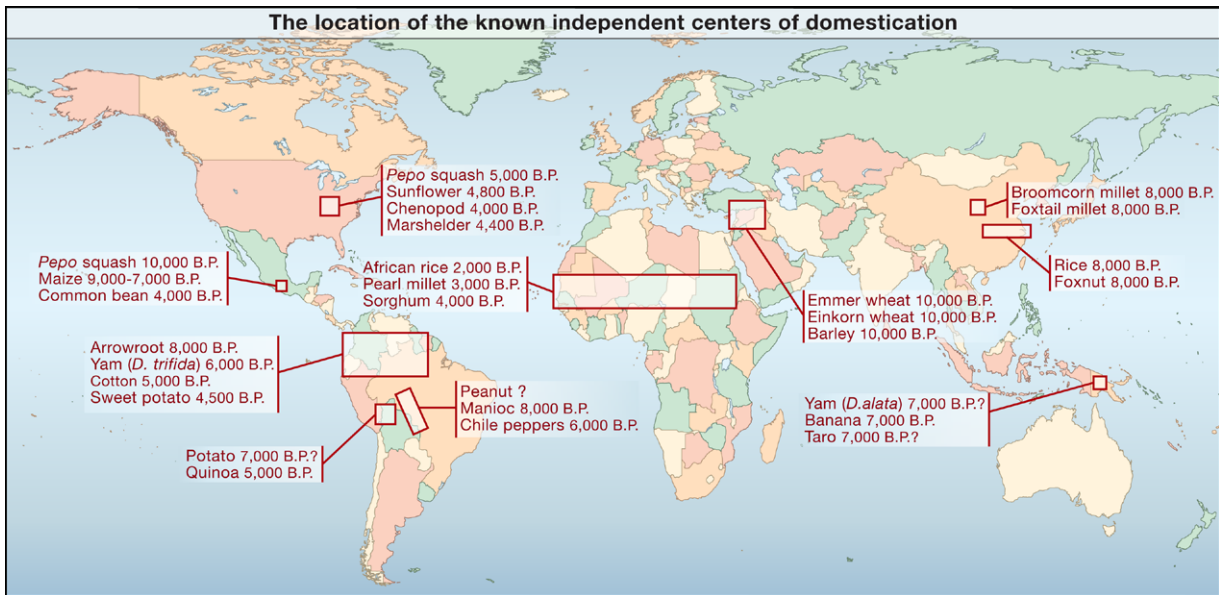 The location of the known independent centers of domestication
Pepo squash 5,000 B.P.
Sunflower 4,800 B.P.
Chenopod 4,000 B.P.
Marshelder 4,400 B.P.
Broomcorn millet 8,000 B.P.
Foxtail millet 8,000 B.P.
Pepo squash 10,000 B.P.
Maize 9,000-7,000 B.P.
Common bean 4,000 B.P.
African rice 2,000 B.P.
Pearl millet 3,000 B.P.
Sorghum 4,000 B.P.
Rice 8,000 B.P.
Foxnut 8,000 B.P.
Emmer wheat 10,000 B.P.
Einkorn wheat 10,000 B.P.
Barley 10,000 B.P.
Arrowroot 8,000 B.P.
Yam (D. trifida) 6,000 B.P.
Cotton 5,000 B.P.
Sweet potato 4,500 B.P.
Peanut ?
Manioc 8,000 B.P.
Chile peppers 6,000 B.P.
Yam (D.alata) 7,000 B.P.?
Banana 7,000 B.P.
Taro 7,000 B.P.?
Potato 7,000 B.P.?
Quinoa 5,000 B.P.